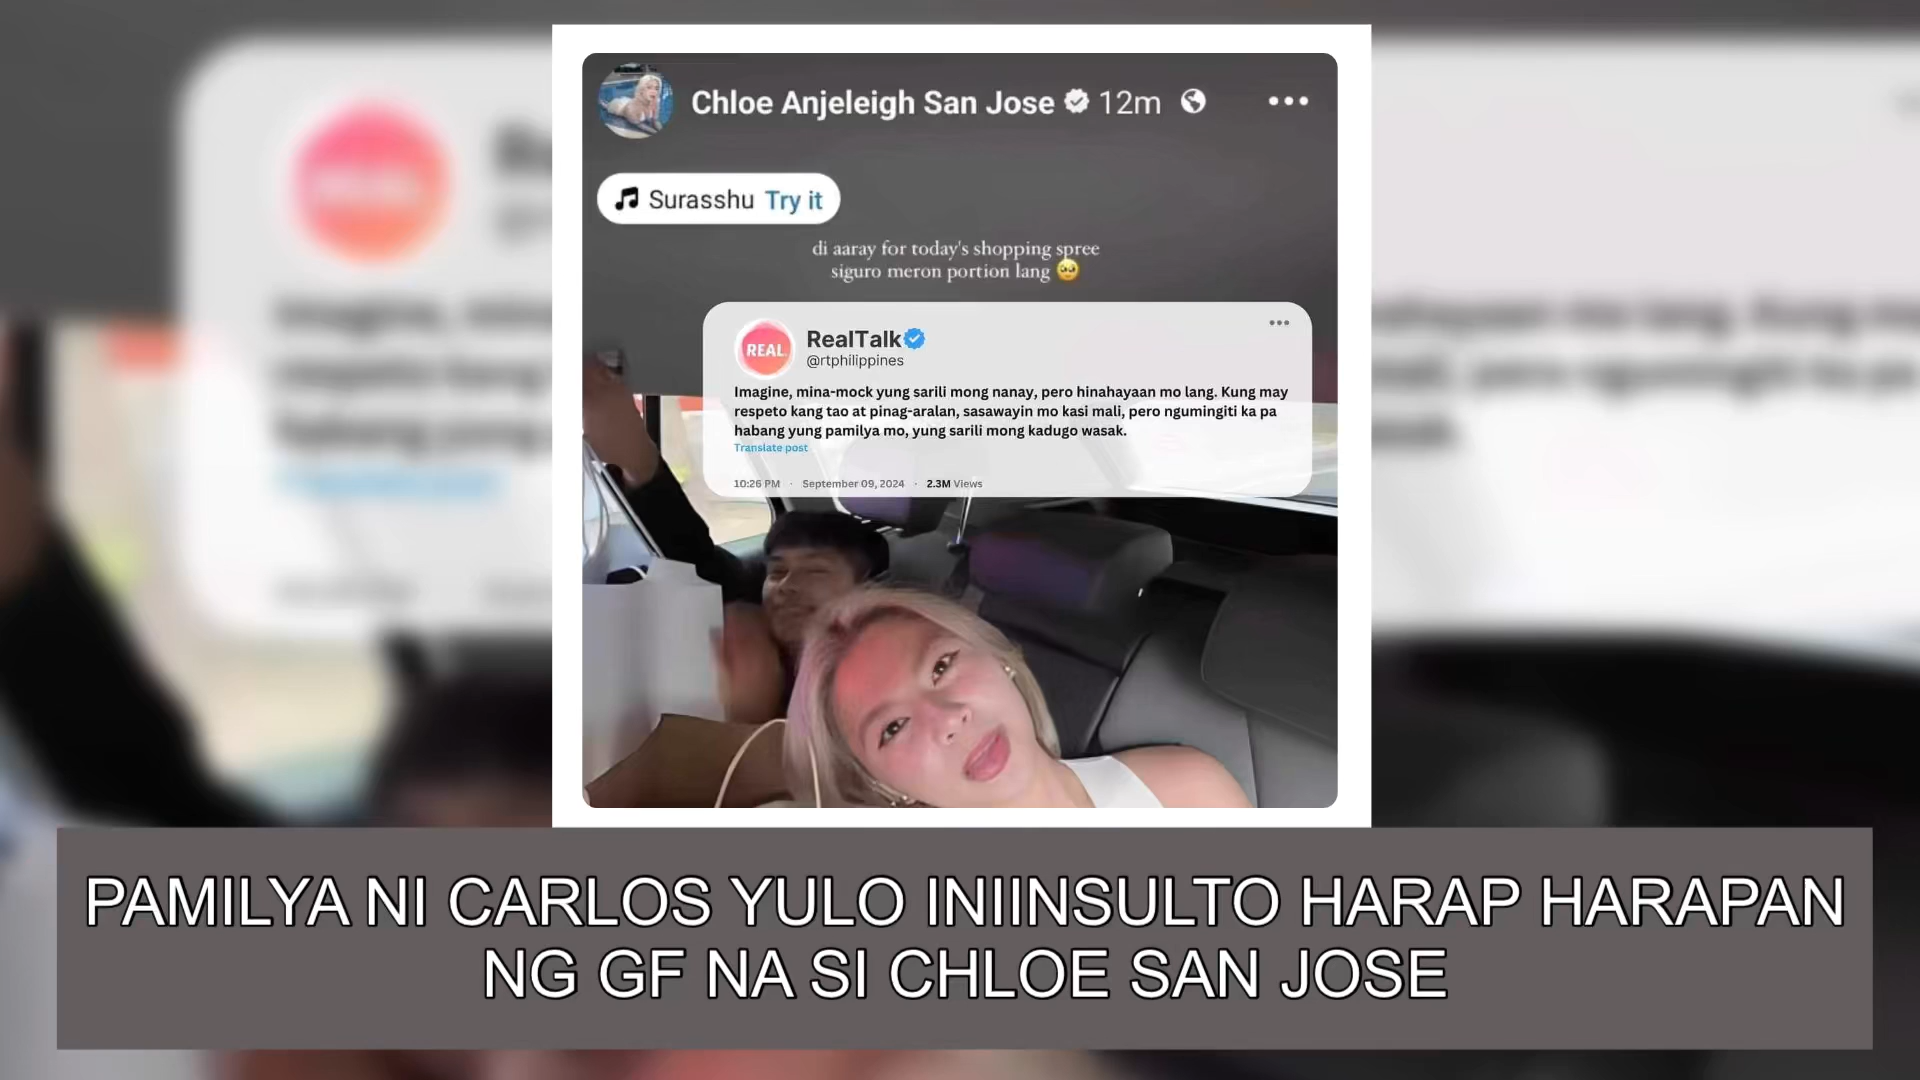 Chloe Anjeleigh San Jose 12m
Surasshu Try it
di aaray for today's shopping spree
siguro meron portion lang 🥺
REAL
RealTalk
@rtphilippines
Imagine, mina-mock yung sarili mong nanay, pero hinahayaan mo lang. Kung may
respeto kang tao at pinag-aralan, sasawayin mo kasi mali, pero ngumingiti ka pa
habang yung pamilya mo, yung sarili mong kadugo wasak.
Translate post
10:26 PM · September 09, 2024 · 2.3M Views
PAMILYA NI CARLOS YULO INIINSULTO HARAP HARAPAN
NG GF NA SI CHLOE SAN JOSE